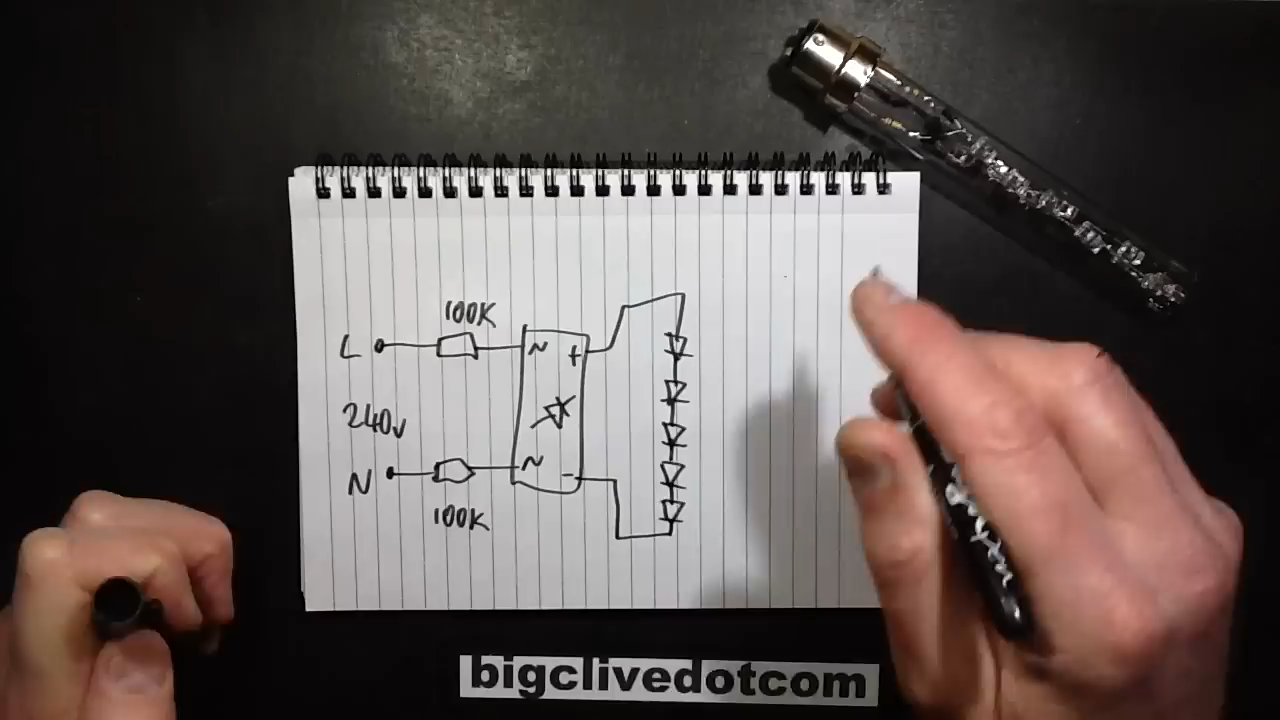 100K
L ~ +
240v
N ~ -
100K
bigclivedotcom